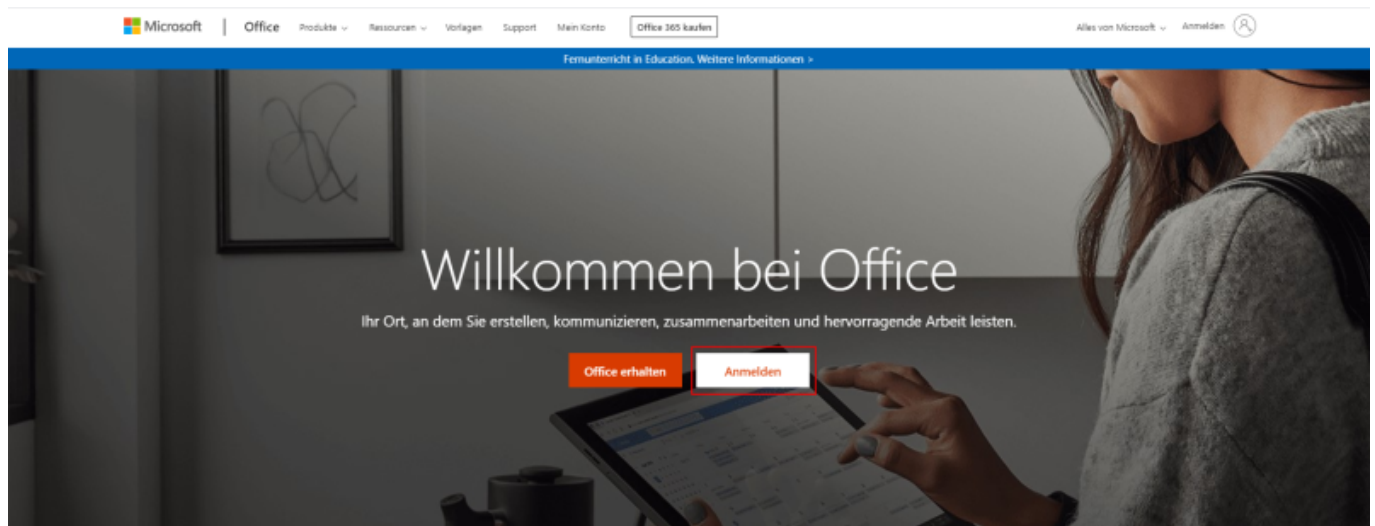 Microsoft | Office Produkte Ressourcen Vorlagen Support Mein Konto Office 365 kaufen Alles von Microsoft Anmelden
Fernunterricht in Education. Weitere Informationen >
Willkommen bei Office
Ihr Ort, an dem Sie erstellen, kommunizieren, zusammenarbeiten und hervorragende Arbeit leisten.
Office erhalten Anmelden